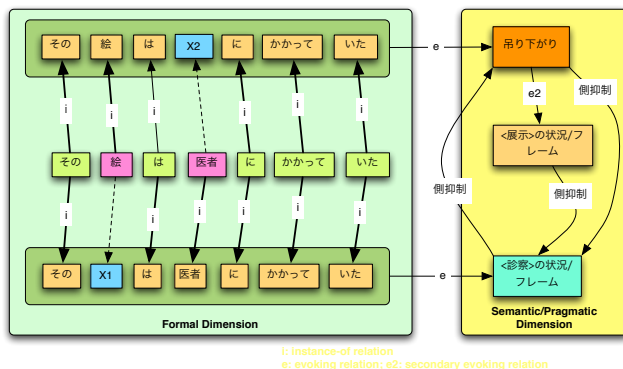 その 絵 は X2 に かかって いた
e
吊り下がり
i i i i i i
e2
側抑制
<展示>の状況/フ
レーム
その 絵 は 医者 に かかって いた
側抑制
側抑制
i i i i i i
その X1 は 医者 に かかって いた
e
<診察>の状況/
フレーム
Formal Dimension
Semantic/Pragmatic
Dimension
i: instance-of relation
e: evoking relation; e2: secondary evoking relation